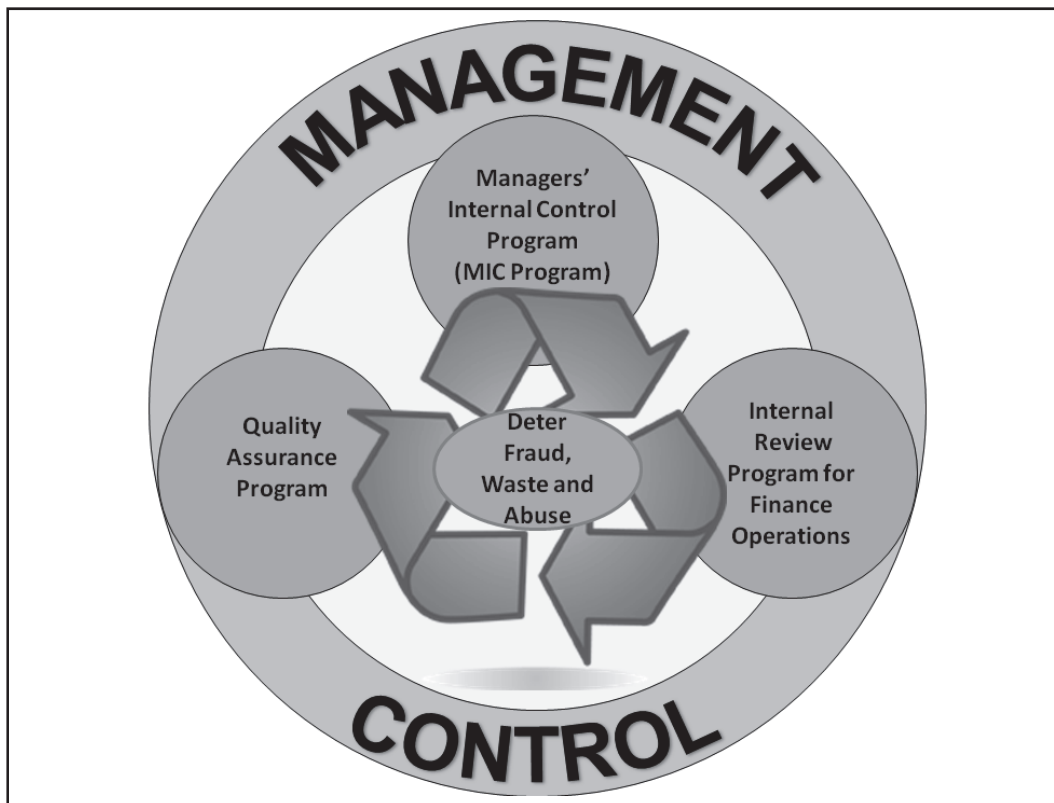 MANAGEMENT
Managers’
Internal Control
Program
(MIC Program)
Quality
Assurance
Program
Deter
Fraud,
Waste and
Abuse
Internal
Review
Program for
Finance
Operations
CONTROL